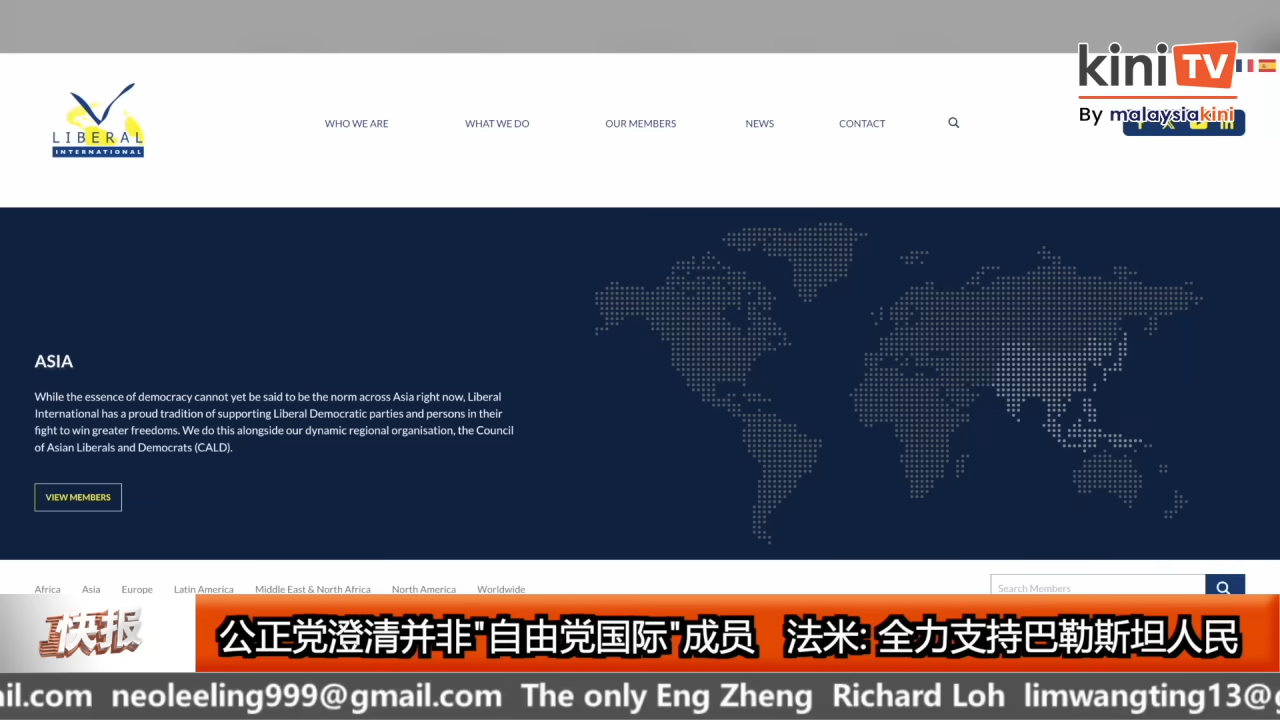 kini TV
By malaysiakini
LIBERAL
INTERNATIONAL
WHO WE ARE
WHAT WE DO
OUR MEMBERS
NEWS
CONTACT
ASIA
While the essence of democracy cannot yet be said to be the norm across Asia right now, Liberal
International has a proud tradition of supporting Liberal Democratic parties and persons in their
fight to win greater freedoms. We do this alongside our dynamic regional organisation, the Council
of Asian Liberals and Democrats (CALD).
VIEW MEMBERS
Africa
Asia
Europe
Latin America
Middle East & North Africa
North America
Worldwide
Search Members
快报
公正党澄清并非"自由党国际"成员 法米: 全力支持巴勒斯坦人民
ail.com neoleeling999@gmail.com The only Eng Zheng Richard Loh limwangting13@g